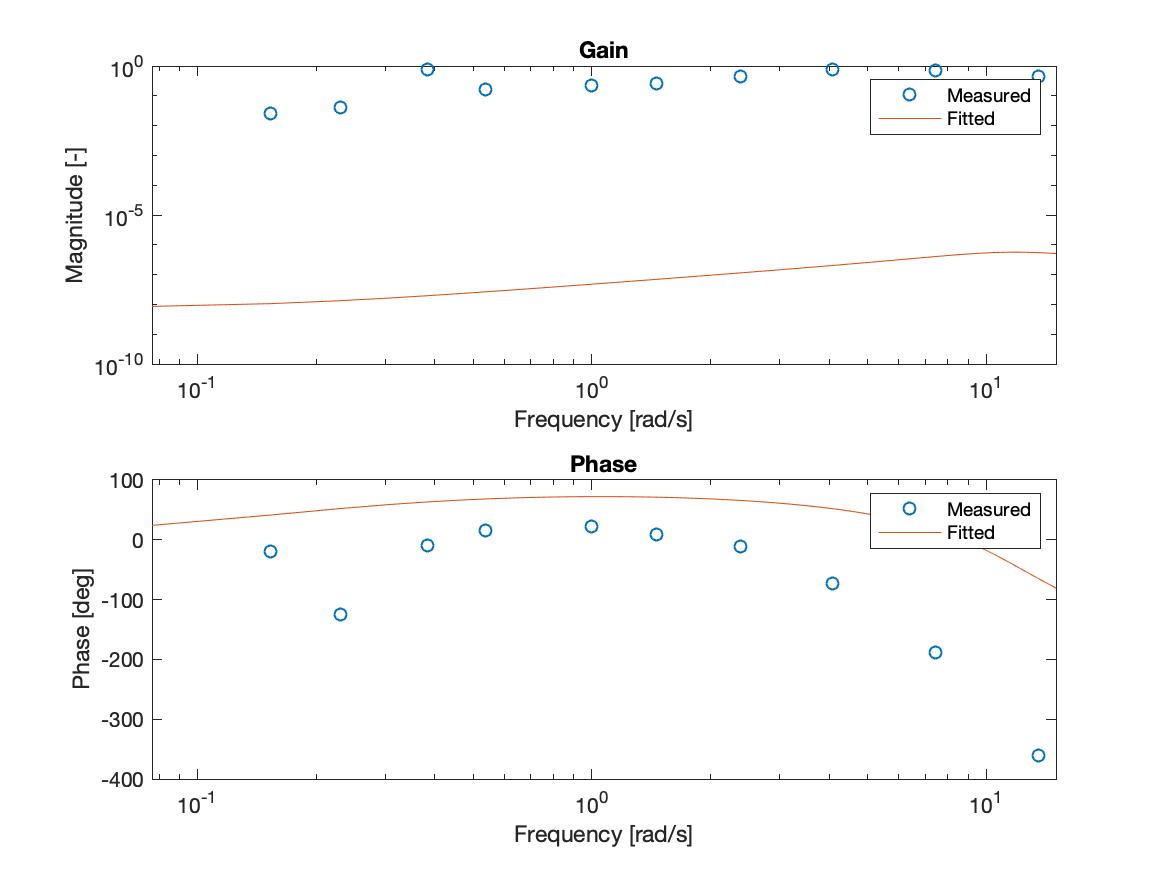 Gain
10^0
10^-5
10^-10
Magnitude [-]
Measured
Fitted
10^-1
10^0
10^1
Frequency [rad/s]
Phase
100
0
-100
-200
-300
-400
Phase [deg]
Measured
Fitted
10^-1
10^0
10^1
Frequency [rad/s]